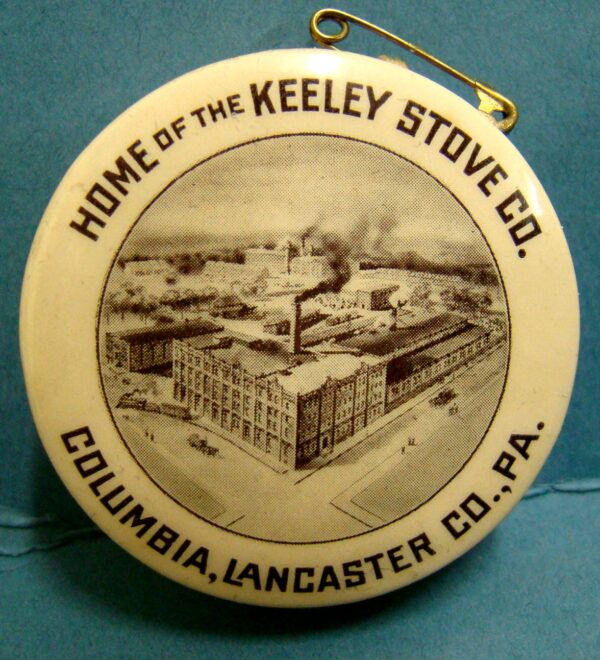 HOME OF THE KEELEY STOVE CO.
COLUMBIA, LANCASTER CO., PA.